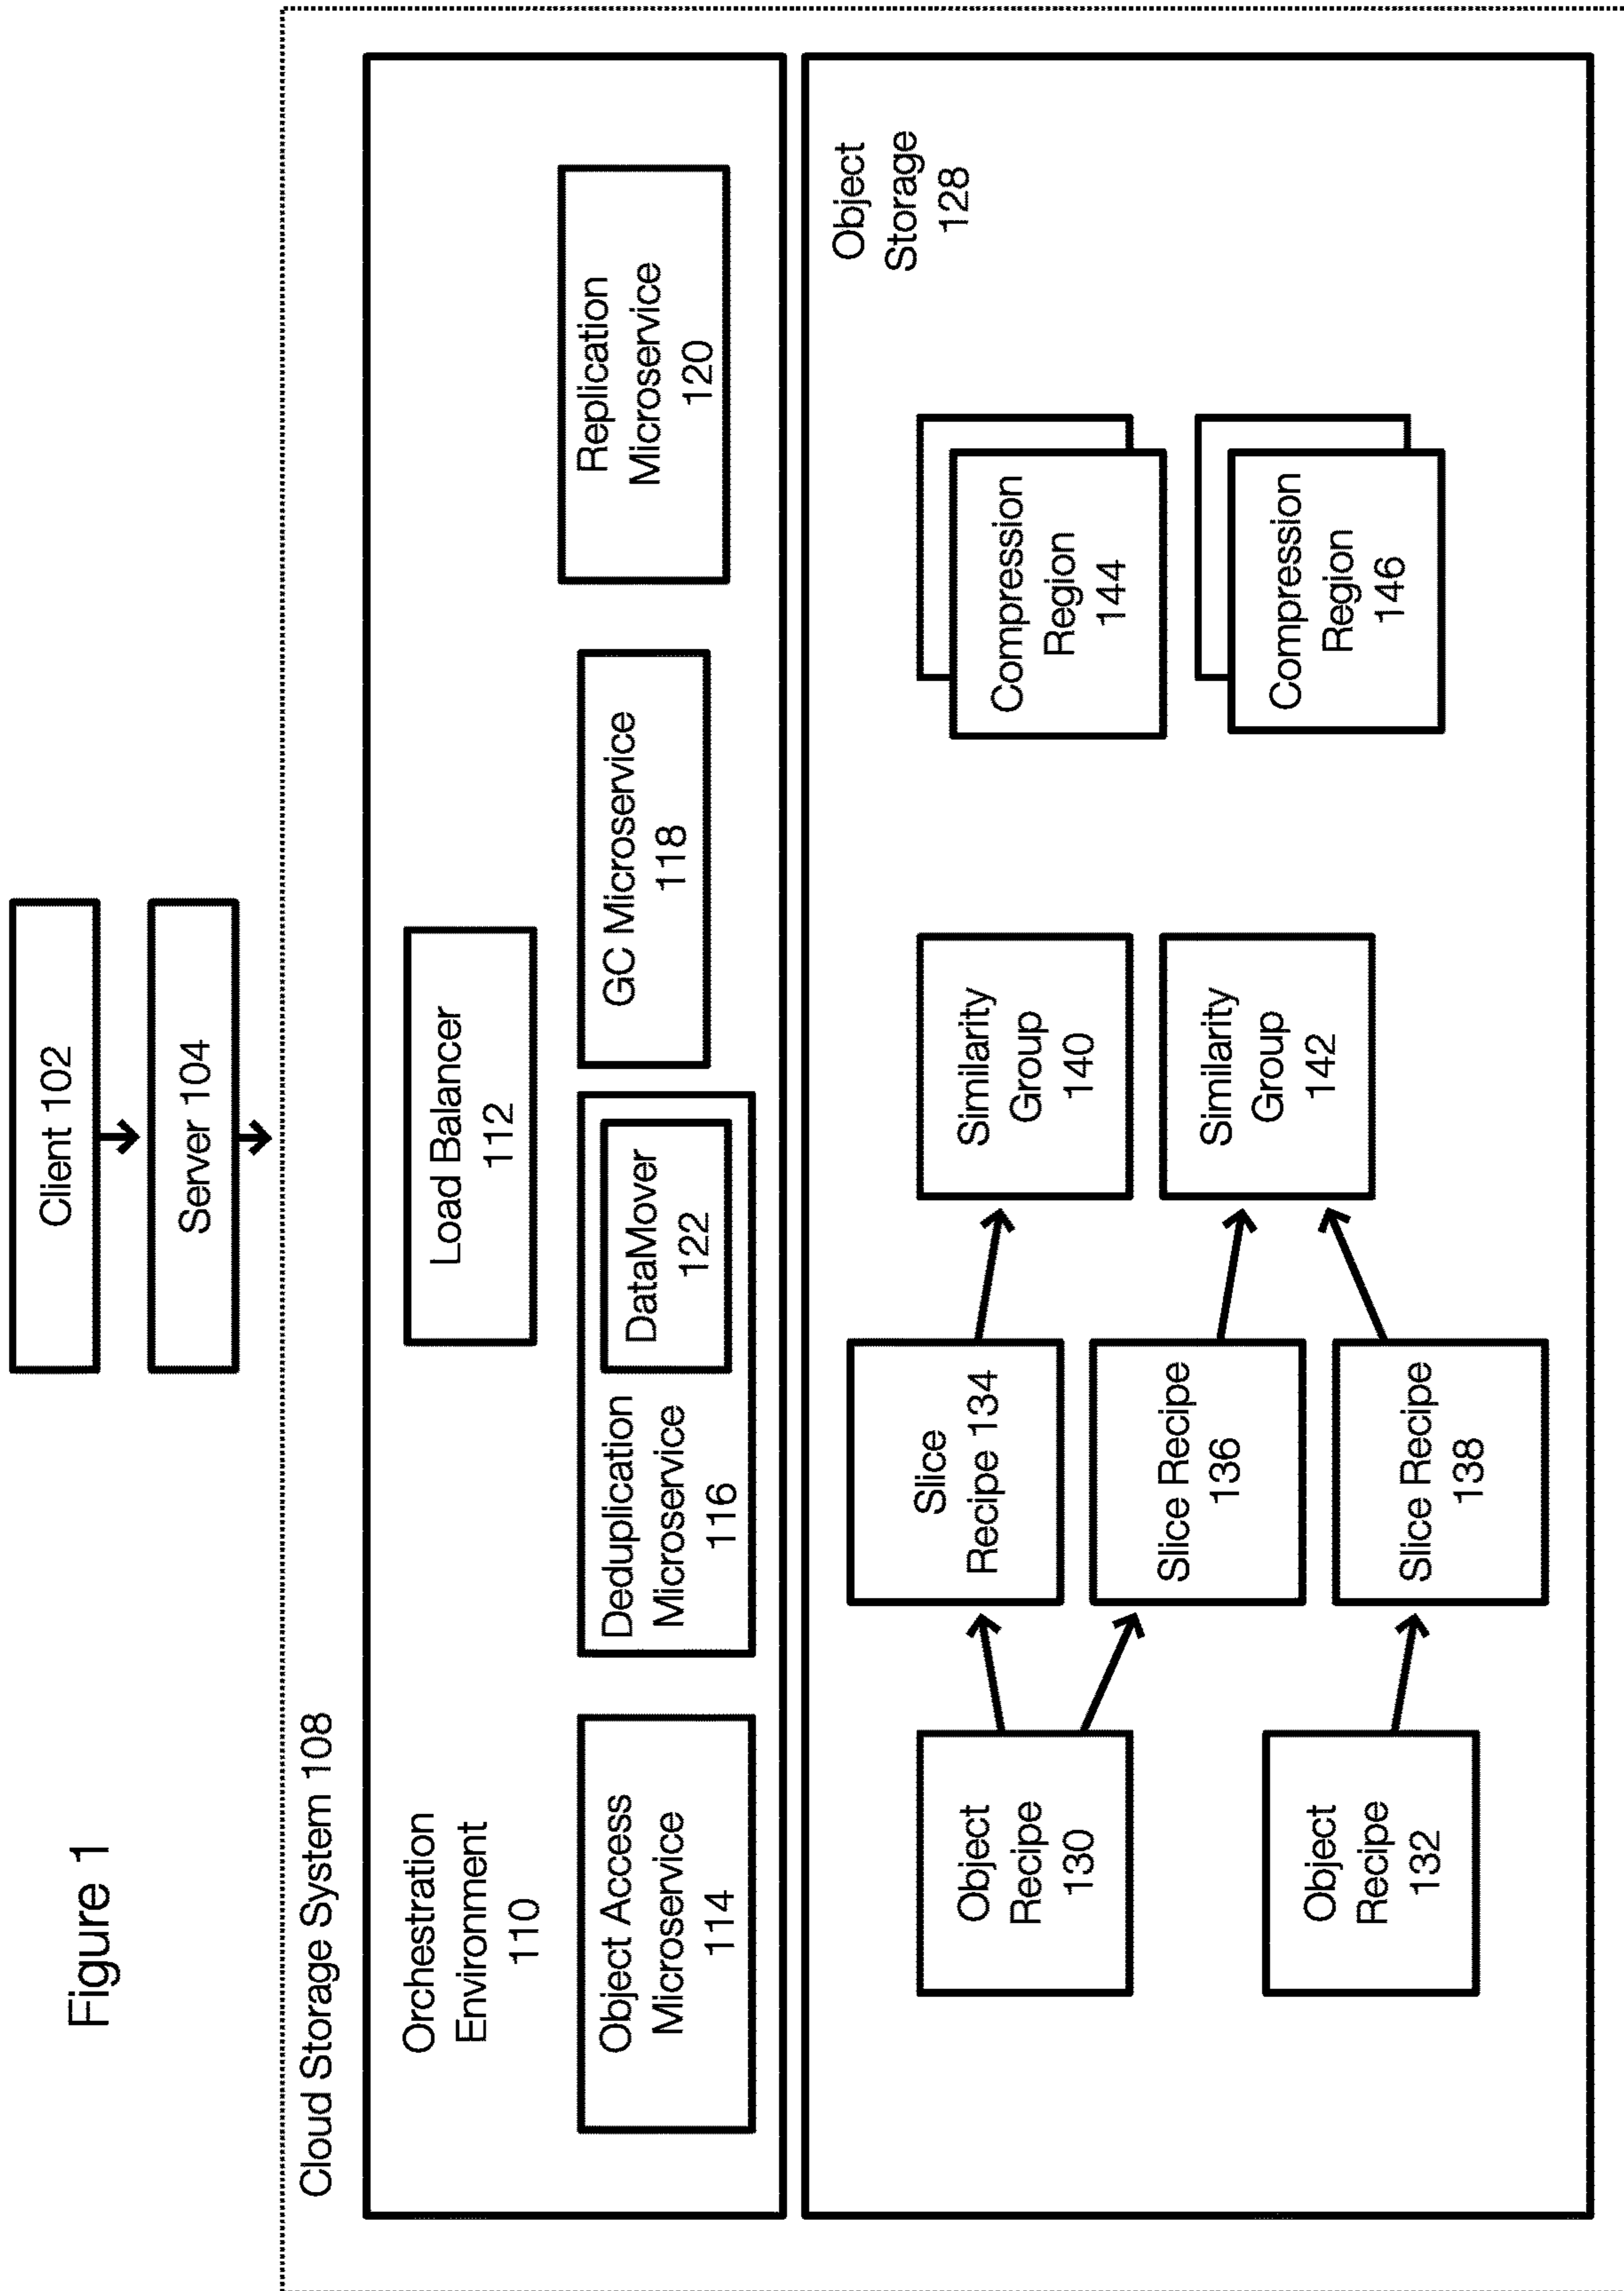 Figure 1
Client 102
Server 104
Cloud Storage System 108
Orchestration
Environment
110
Load Balancer
112
Object Access
Microservice
114
Deduplication
Microservice
116
DataMover
122
GC Microservice
118
Replication
Microservice
120
Object
Storage
128
Object
Recipe
130
Object
Recipe
132
Slice
Recipe 134
Slice Recipe
136
Slice Recipe
138
Similarity
Group
140
Similarity
Group
142
Compression
Region
144
Compression
Region
146